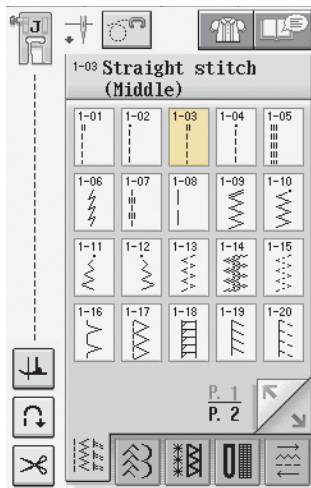 J
1-03 Straight stitch
(Middle)
1-01 1-02 1-03 1-04 1-05
1-06 1-07 1-08 1-09 1-10
1-11 1-12 1-13 1-14 1-15
1-16 1-17 1-18 1-19 1-20
P. 1
P. 2